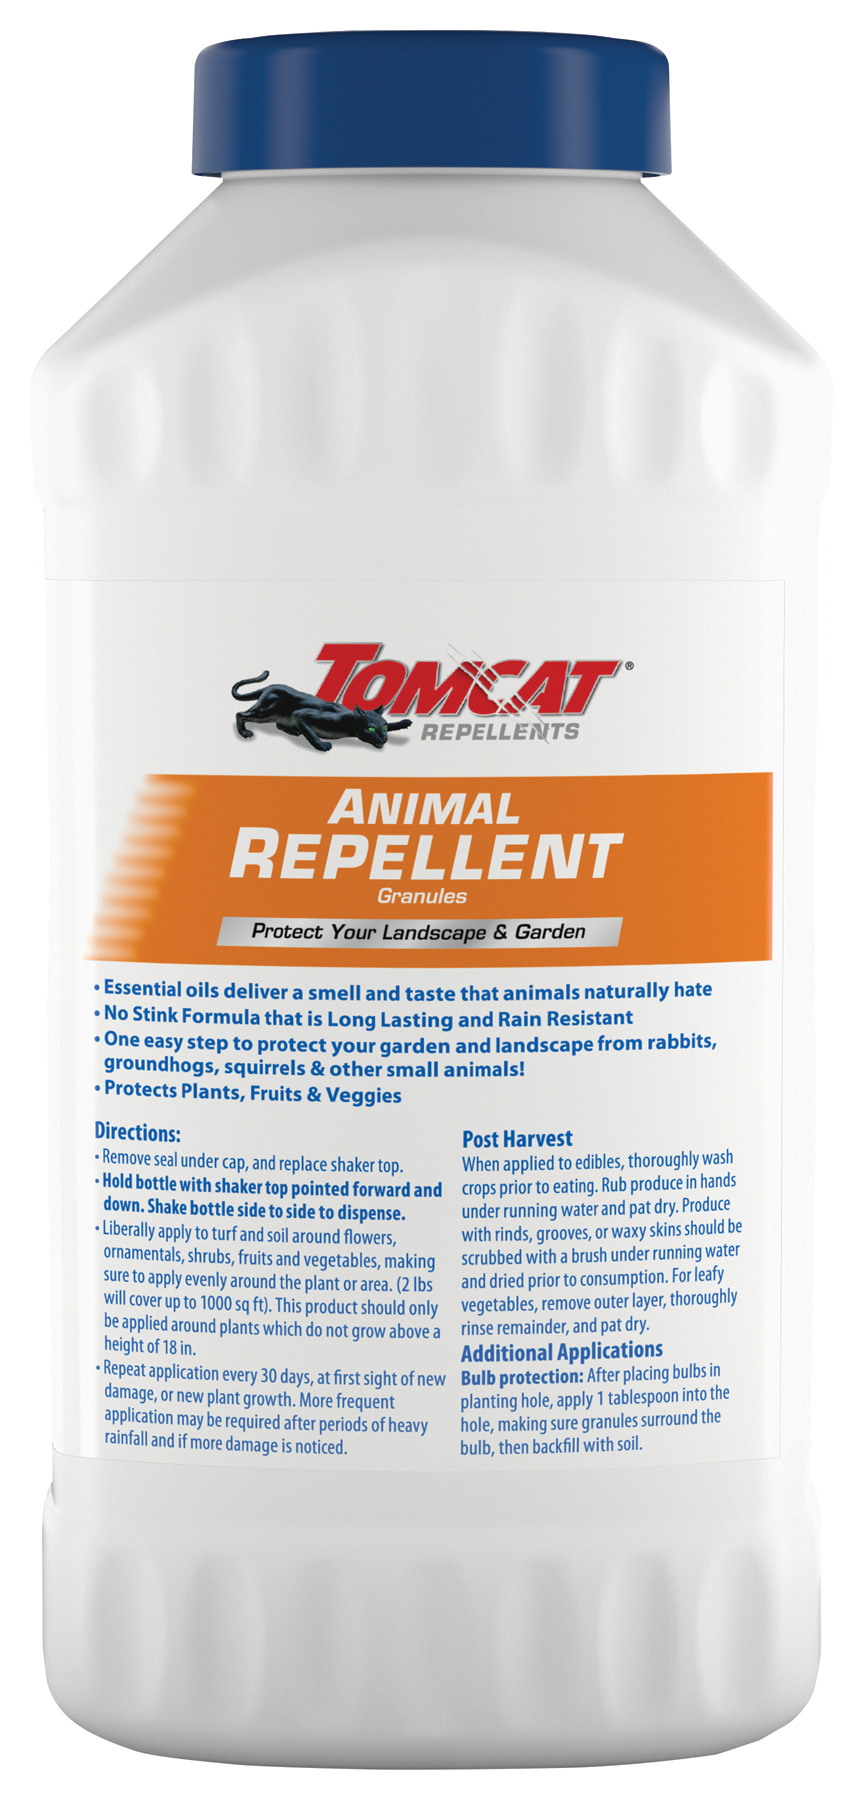 TOMCAT®
REPELLENTS
ANIMAL
REPELLENT
Granules
Protect Your Landscape & Garden
• Essential oils deliver a smell and taste that animals naturally hate
• No Stink Formula that is Long Lasting and Rain Resistant
• One easy step to protect your garden and landscape from rabbits,
groundhogs, squirrels & other small animals!
• Protects Plants, Fruits & Veggies
Directions:
• Remove seal under cap, and replace shaker top.
• Hold bottle with shaker top pointed forward and
down. Shake bottle side to side to dispense.
• Liberally apply to turf and soil around flowers,
ornamentals, shrubs, fruits and vegetables, making
sure to apply evenly around the plant or area. (2 lbs
will cover up to 1000 sq ft). This product should only
be applied around plants which do not grow above a
height of 18 in.
• Repeat application every 30 days, at first sight of new
damage, or new plant growth. More frequent
application may be required after periods of heavy
rainfall and if more damage is noticed.
Post Harvest
When applied to edibles, thoroughly wash
crops prior to eating. Rub produce in hands
under running water and pat dry. Produce
with rinds, grooves, or waxy skins should be
scrubbed with a brush under running water
and dried prior to consumption. For leafy
vegetables, remove outer layer, thoroughly
rinse remainder, and pat dry.
Additional Applications
Bulb protection: After placing bulbs in
planting hole, apply 1 tablespoon into the
hole, making sure granules surround the
bulb, then backfill with soil.